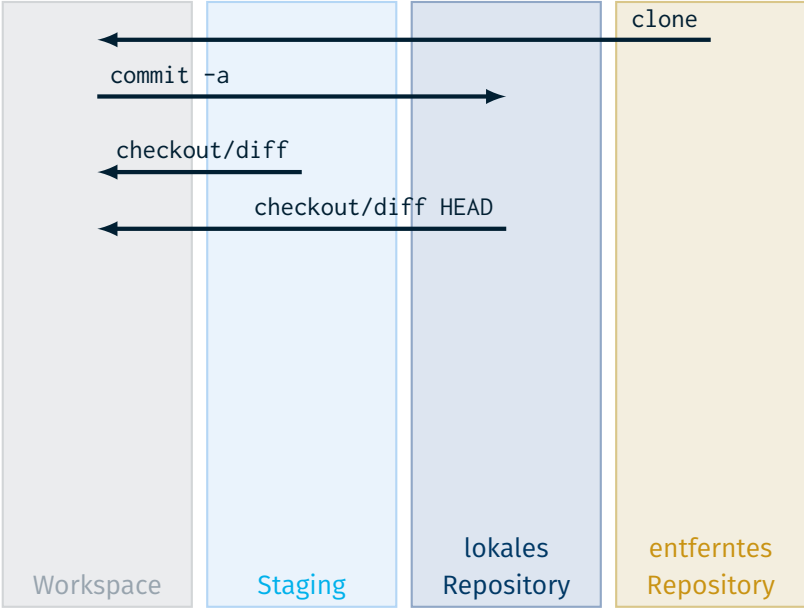 clone
commit -a
checkout/diff
checkout/diff HEAD
lokales
entferntes
Workspace
Staging
Repository
Repository